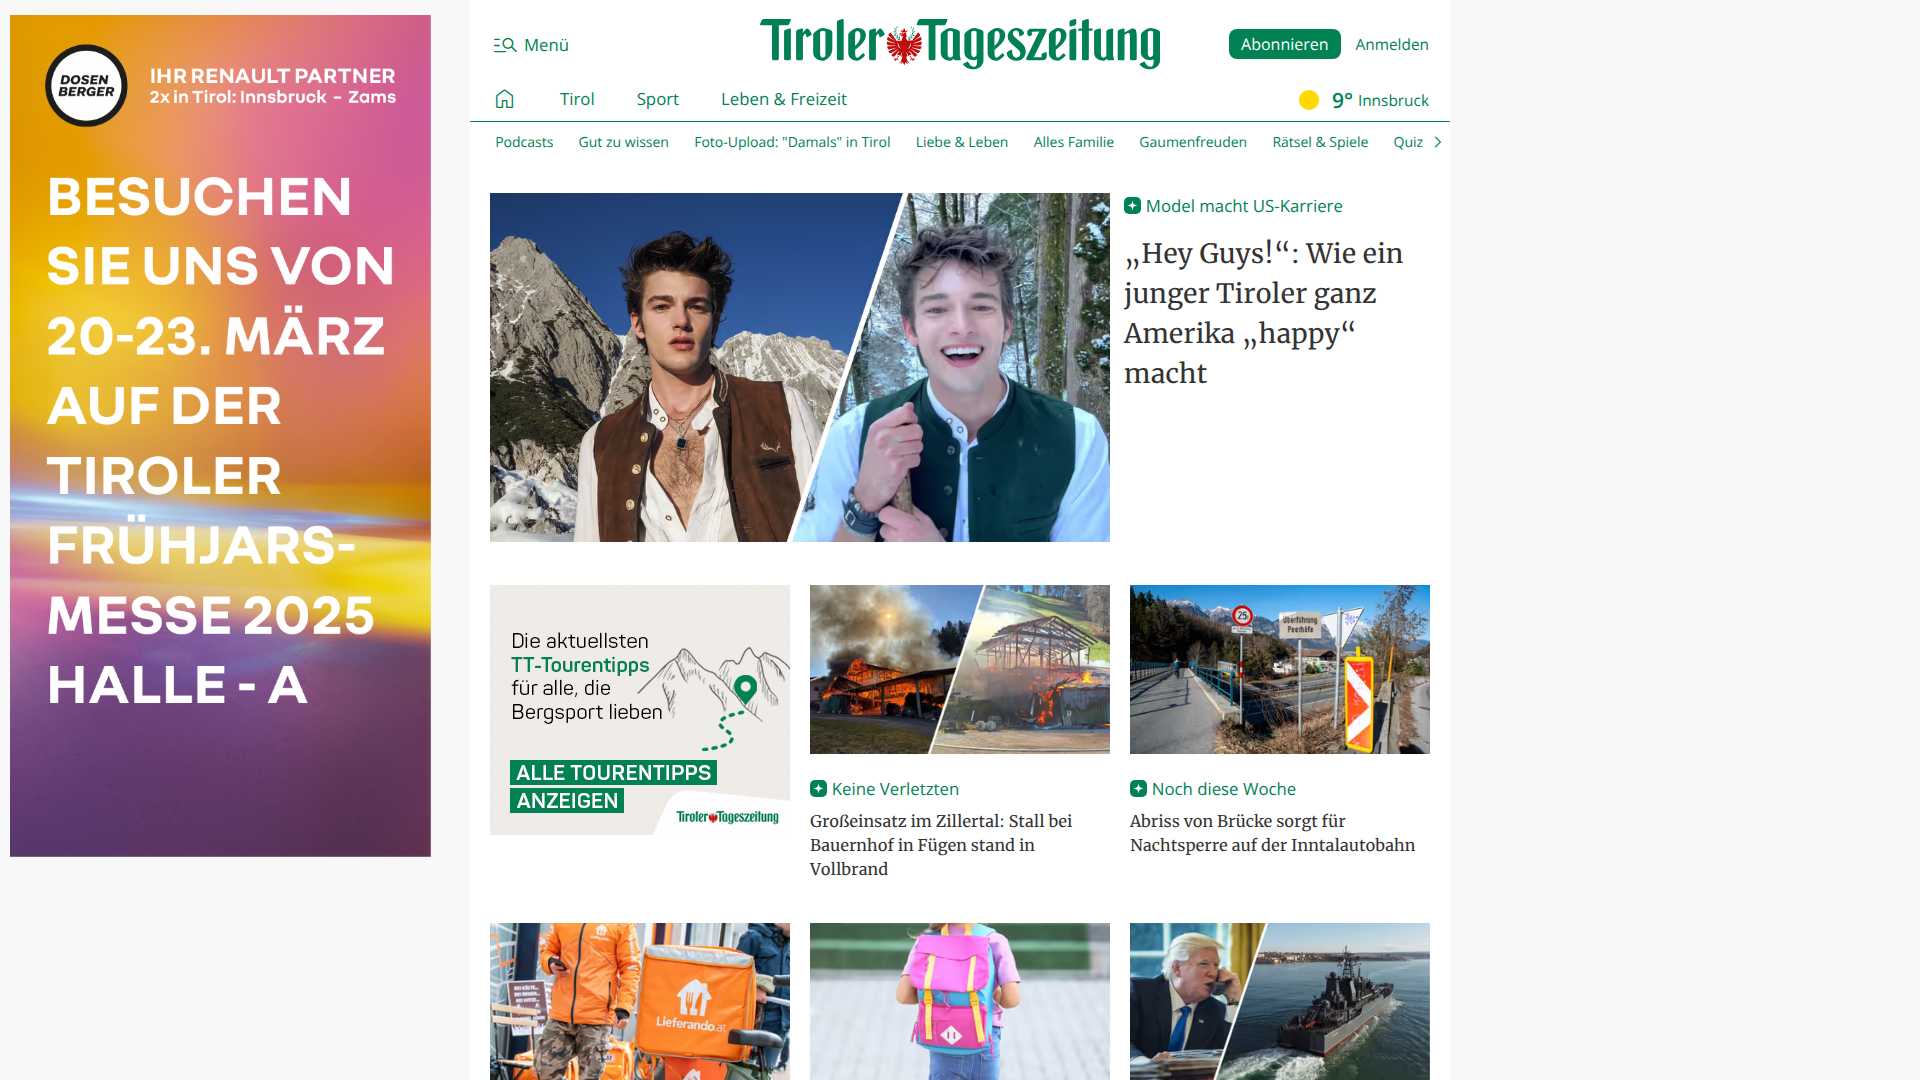 DOSEN
BERGER
IHR RENAULT PARTNER
2x in Tirol: Innsbruck - Zams
BESUCHEN
SIE UNS VON
20-23. MÄRZ
AUF DER
TIROLER
FRÜHJARS-
MESSE 2025
HALLE - A
Menü
Tiroler Tageszeitung
Abonnieren
Anmelden
Tirol
Sport
Leben & Freizeit
9° Innsbruck
Podcasts
Gut zu wissen
Foto-Upload: "Damals" in Tirol
Liebe & Leben
Alles Familie
Gaumenfreuden
Rätsel & Spiele
Quiz
Model macht US-Karriere
„Hey Guys!“: Wie ein
junger Tiroler ganz
Amerika „happy“
macht
Die aktuellsten
TT-Tourentipps
für alle, die
Bergsport lieben
ALLE TOURENTIPPS
ANZEIGEN
Tiroler Tageszeitung
25
Überführung
Peerhöfe
Keine Verletzten
Großeinsatz im Zillertal: Stall bei
Bauernhof in Fügen stand in
Vollbrand
Noch diese Woche
Abriss von Brücke sorgt für
Nachtsperre auf der Inntalautobahn
Lieferando.at